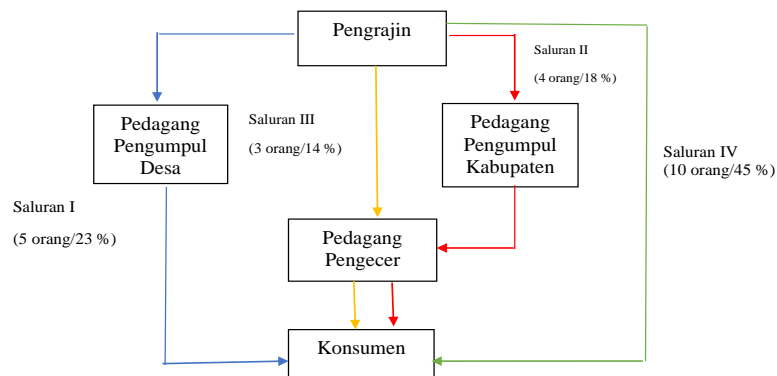 Pengrajin
Saluran II
(4 orang/18 %)
Pedagang
Pengumpul
Desa
Saluran III
(3 orang/14 %)
Pedagang
Pengumpul
Kabupaten
Saluran IV
(10 orang/45 %)
Saluran I
(5 orang/23 %)
Pedagang
Pengecer
Konsumen